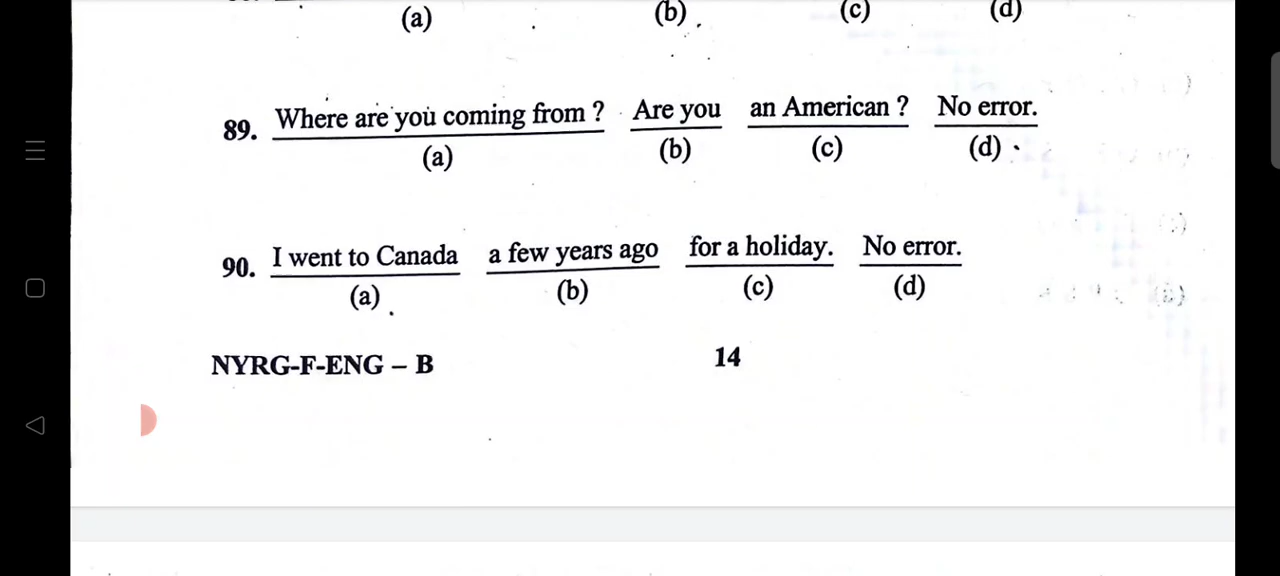 (a) (b) (c) (d)
89. Where are you coming from ? Are you an American ? No error.
(a) (b) (c) (d)
90. I went to Canada a few years ago for a holiday. No error.
(a) (b) (c) (d)
NYRG-F-ENG – B 14